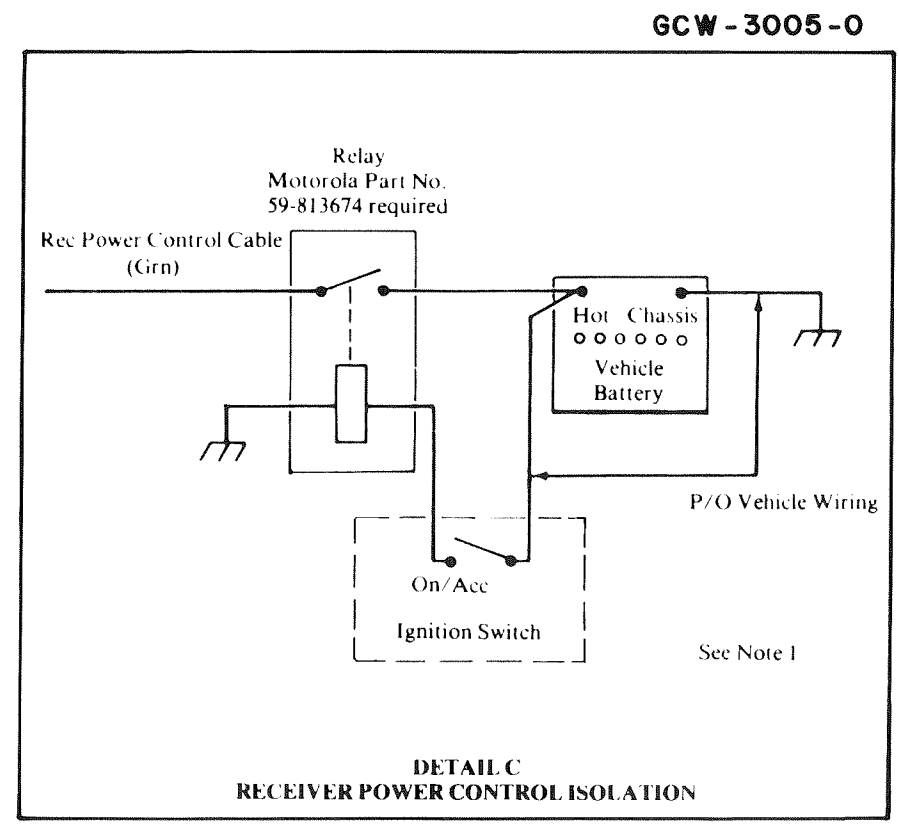 GCW-3005-0
Relay
Motorola Part No.
59-813674 required
Rec Power Control Cable
(Grn)
Hot Chassis
Vehicle
Battery
P/O Vehicle Wiring
On/Acc
Ignition Switch
See Note 1
DETAIL C
RECEIVER POWER CONTROL ISOLATION